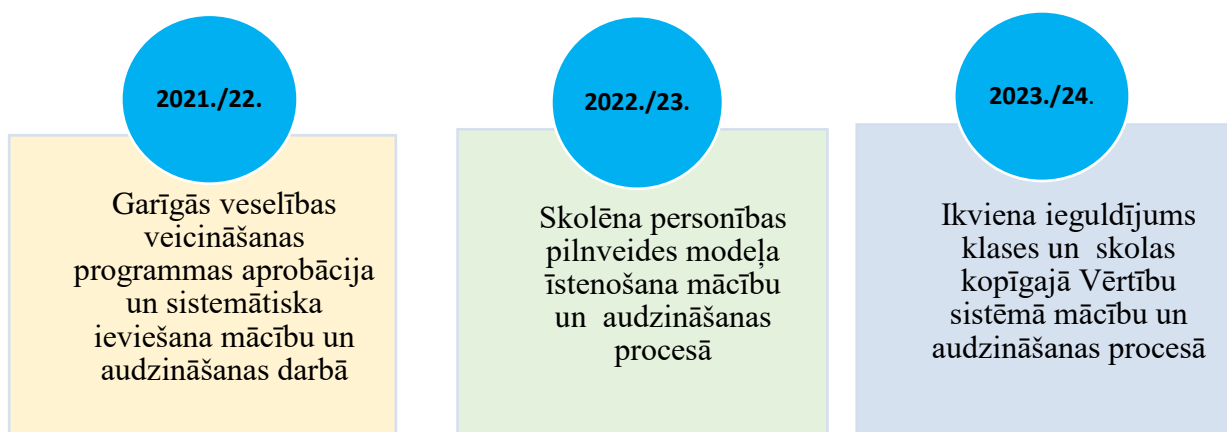 2021./22.
Garīgās veselības
veicināšanas
programmas aprobācija
un sistemātiska
ieviešana mācību un
audzināšanas darbā
2022./23.
Skolēna personības
pilnveides modeļa
īstenošana mācību
un audzināšanas
procesā
2023./24.
Ikviena ieguldījums
klases un skolas
kopīgajā Vērtību
sistēmā mācību un
audzināšanas procesā